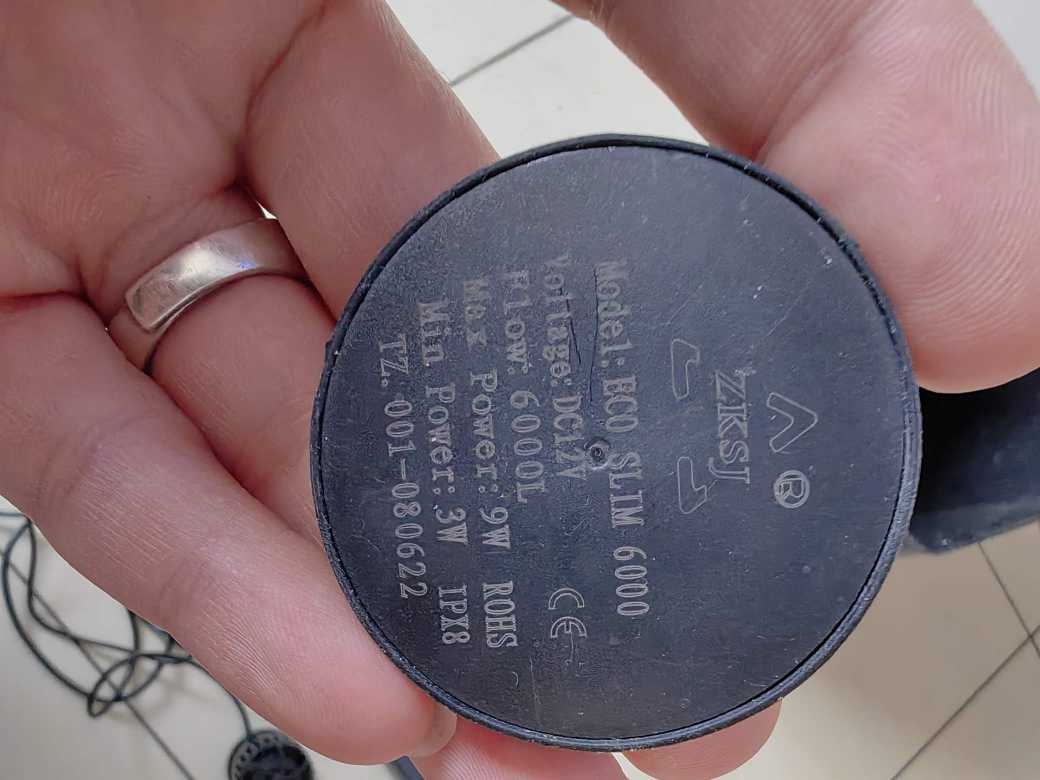 ®
ZKSJ
Model: ECO SLIM 6000
Voltage: DC12V CE
Flow: 6000L
Max Power: 9W ROHS
Min Power: 3W IPX8
TZ. 001-080622